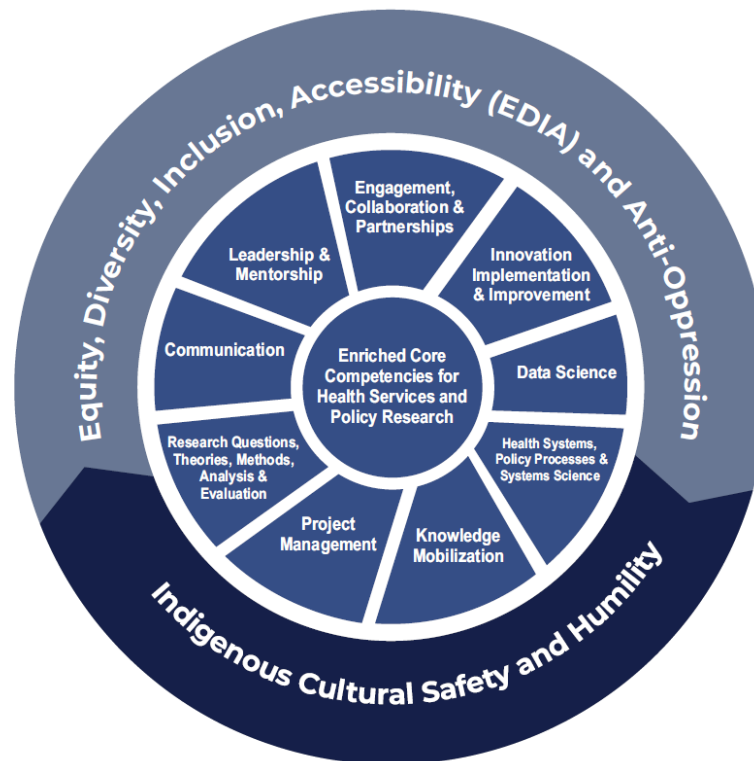 Equity, Diversity, Inclusion, Accessibility (EDIA) and Anti-Oppression
Engagement,
Collaboration &
Partnerships
Innovation
Implementation
& Improvement
Data Science
Health Systems,
Policy Processes &
Systems Science
Knowledge
Mobilization
Project
Management
Research Questions,
Theories, Methods,
Analysis &
Evaluation
Communication
Leadership &
Mentorship
Enriched Core
Competencies for
Health Services and
Policy Research
Indigenous Cultural Safety and Humility